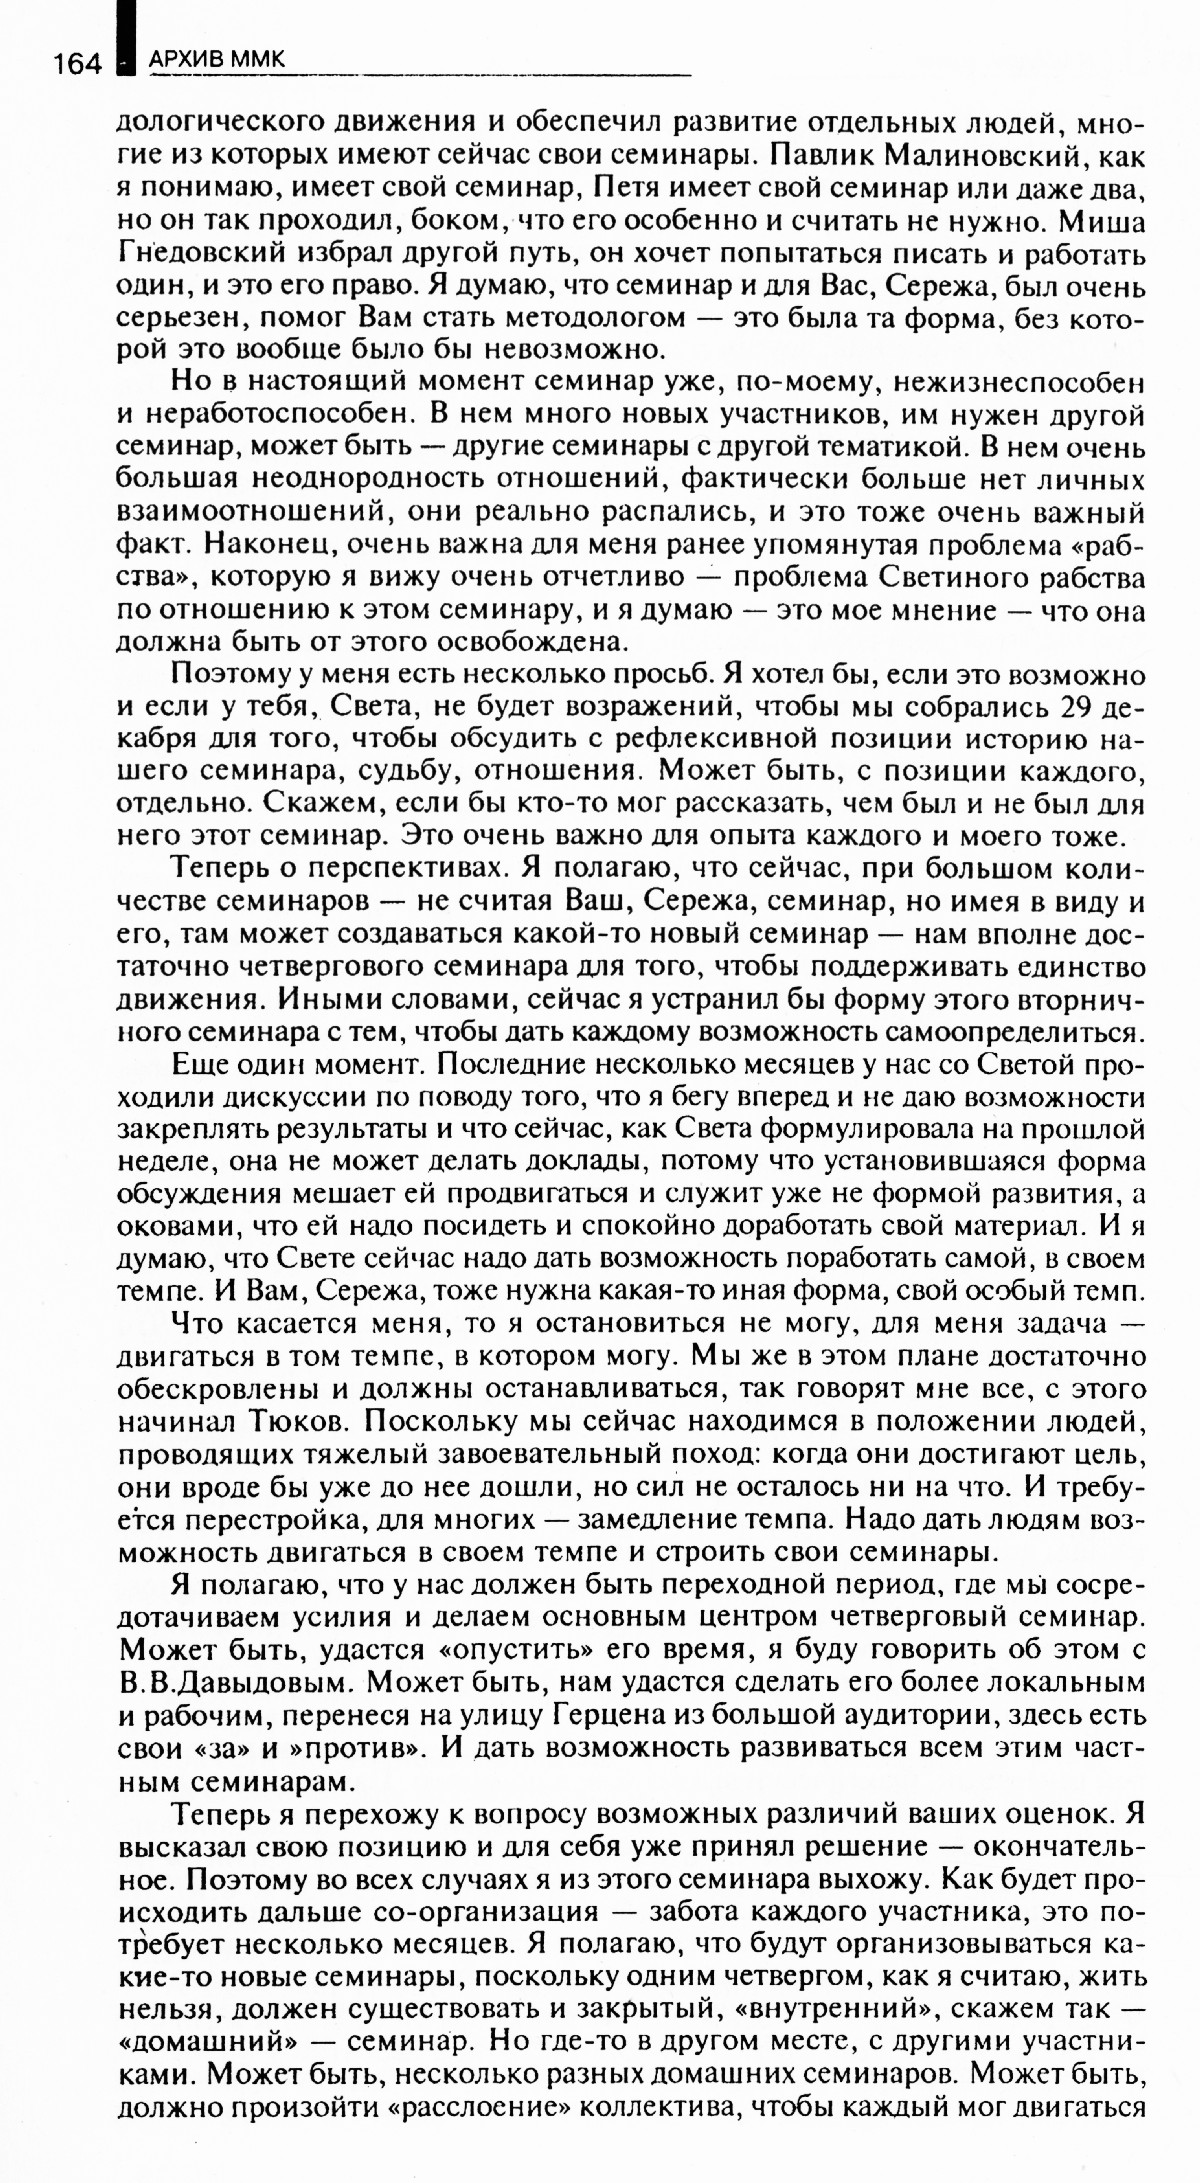 164 АРХИВ ММК
дологического движения и обеспечил развитие отдельных людей, мно-
гие из которых имеют сейчас свои семинары. Павлик Малиновский, как
я понимаю, имеет свой семинар, Петя имеет свой семинар или даже два,
но он так проходил, боком, что его особенно и считать не нужно. Миша
Гнедовский избрал другой путь, он хочет попытаться писать и работать
один, и это его право. Я думаю, что семинар и для Вас, Сережа, был очень
серьезен, помог Вам стать методологом — это была та форма, без кото-
рой это вообще было бы невозможно.
Но в настоящий момент семинар уже, по-моему, нежизнеспособен
и неработоспособен. В нем много новых участников, им нужен другой
семинар, может быть — другие семинары с другой тематикой. В нем очень
большая неоднородность отношений, фактически больше нет личных
взаимоотношений, они реально распались, и это тоже очень важный
факт. Наконец, очень важна для меня ранее упомянутая проблема «раб-
ства», которую я вижу очень отчетливо — проблема Светиного рабства
по отношению к этом семинару, и я думаю — это мое мнение — что она
должна быть от этого освобождена.
Поэтому у меня есть несколько просьб. Я хотел бы, если это возможно
и если у тебя, Света, не будет возражений, чтобы мы собрались 29 де-
кабря для того, чтобы обсудить с рефлексивной позиции историю на-
шего семинара, судьбу, отношения. Может быть, с позиции каждого,
отдельно. Скажем, если бы кто-то мог рассказать, чем был и не был для
него этот семинар. Это очень важно для опыта каждого и моего тоже.
Теперь о перспективах. Я полагаю, что сейчас, при большом коли-
честве семинаров — не считая Ваш, Сережа, семинар, но имея в виду и
его, там может создаваться какой-то новый семинар — нам вполне дос-
таточно четвергового семинара для того, чтобы поддерживать единство
движения. Иными словами, сейчас я устранил бы форму этого вторнич-
ного семинара с тем, чтобы дать каждому возможность самоопределиться.
Еще один момент. Последние несколько месяцев у нас со Светой про-
ходили дискуссии по поводу того, что я бегу вперед и не даю возможности
закреплять результаты и что сейчас, как Света формулировала на прошлой
неделе, она не может делать доклады, потому что установившаяся форма
обсуждения мешает ей продвигаться и служит уже не формой развития, а
оковами, что ей надо посидеть и спокойно доработать свой материал. И я
думаю, что Свете сейчас надо дать возможность поработать самой, в своем
темпе. И Вам, Сережа, тоже нужна какая-то иная форма, свой особый темп.
Что касается меня, то я остановиться не могу, для меня задача —
двигаться в том темпе, в котором могу. Мы же в этом плане достаточно
обескровлены и должны останавливаться, так говорят мне все, с этого
начинал Тюков. Поскольку мы сейчас находимся в положении людей,
проводящих тяжелый завоевательный поход: когда они достигают цель,
они вроде бы уже до нее дошли, но сил не осталось ни на что. И требу-
ется перестройка, для многих — замедление темпа. Надо дать людям воз-
можность двигаться в своем темпе и строить свои семинары.
Я полагаю, что у нас должен быть переходной период, где мы сосре-
дотачиваем усилия и делаем основным центром четверговый семинар.
Может быть, удастся «опустить» его время, я буду говорить об этом с
В.В.Давыдовым. Может быть, нам удастся сделать его более локальным
и рабочим, перенеся на улицу Герцена из большой аудитории, здесь есть
свои «за» и »против». И дать возможность развиваться всем этим част-
ным семинарам.
Теперь я перехожу к вопросу возможных различий ваших оценок. Я
высказал свою позицию и для себя уже принял решение — окончатель-
ное. Поэтому во всех случаях я из этого семинара выхожу. Как будет про-
исходить дальше со-организация — забота каждого участника, это по-
требует несколько месяцев. Я полагаю, что будут организовываться ка-
кие-то новые семинары, поскольку одним четвергом, как я считаю, жить
нельзя, должен существовать и закрытый, «внутренний», скажем так —
«домашний» — семинар. Но где-то в другом месте, с другими участни-
ками. Может быть, несколько разных домашних семинаров. Может быть,
должно произойти «расслоение» коллектива, чтобы каждый мог двигаться